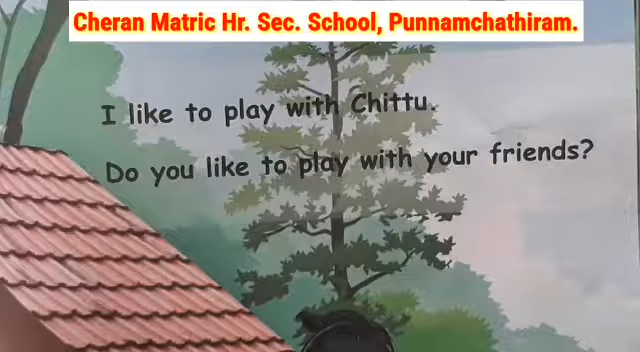 Cheran Matric Hr. Sec. School, Punnamchathiram.
I like to play with Chittu.
Do you like to play with your friends?